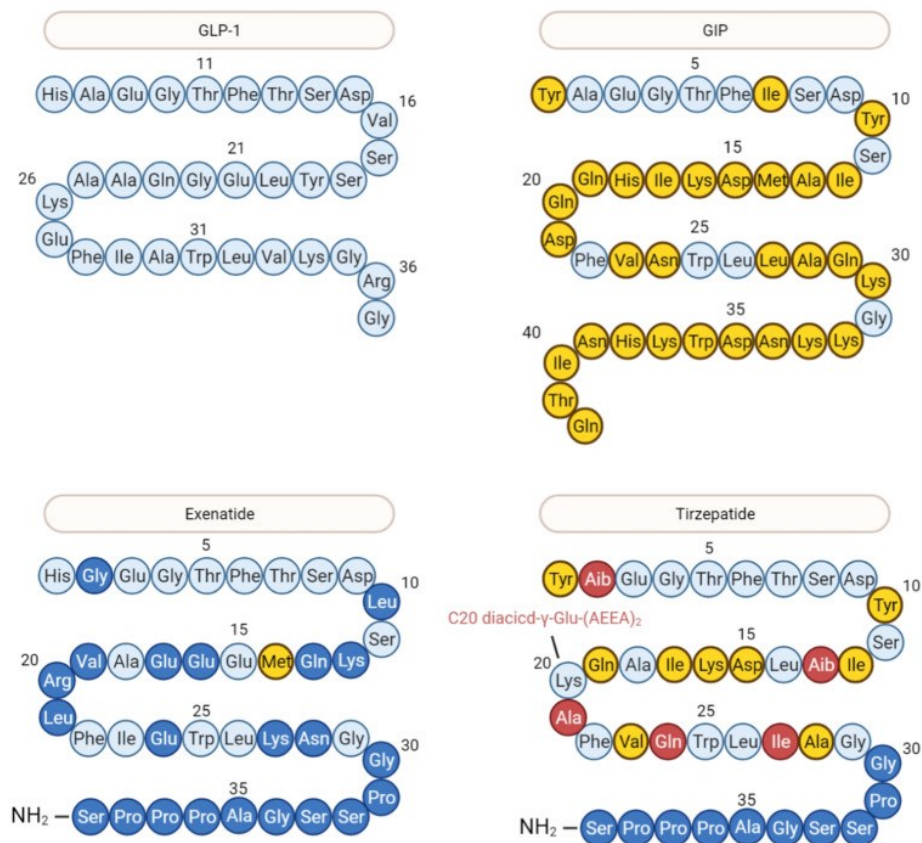 GLP-1
11
His Ala Glu Gly Thr Phe Thr Ser Asp
16
Val
Ser
21
Ala Ala Gln Gly Glu Leu Tyr Ser
26
Lys
Glu
31
Phe Ile Ala Trp Leu Val Lys Gly
36
Arg
Gly
GIP
5
Tyr Ala Glu Gly Thr Phe Ile Ser Asp
10
Tyr
Ser
15
Gln His Ile Lys Asp Met Ala Ile
20
Gln
Asp
25
Phe Val Asn Trp Leu Leu Ala Gln
30
Lys
Gly
35
Asn His Lys Trp Asp Asn Lys Lys
40
Ile
Thr
Gln
Exenatide
5
His Gly Glu Gly Thr Phe Thr Ser Asp
10
Leu
Ser
15
Val Ala Glu Glu Glu Met Gln Lys
20
Arg
Leu
25
Phe Ile Glu Trp Leu Lys Asn Gly
30
Gly
Pro
35
NH₂ – Ser Pro Pro Pro Ala Gly Ser Ser
Tirzepatide
5
Tyr Aib Glu Gly Thr Phe Thr Ser Asp
10
Tyr
Ser
C20 diacicd-γ-Glu-(AEEA)₂
15
Gln Ala Ile Lys Asp Leu Aib Ile
20
Lys
Ala
25
Phe Val Gln Trp Leu Ile Ala Gly
30
Gly
Pro
35
NH₂ – Ser Pro Pro Pro Ala Gly Ser Ser